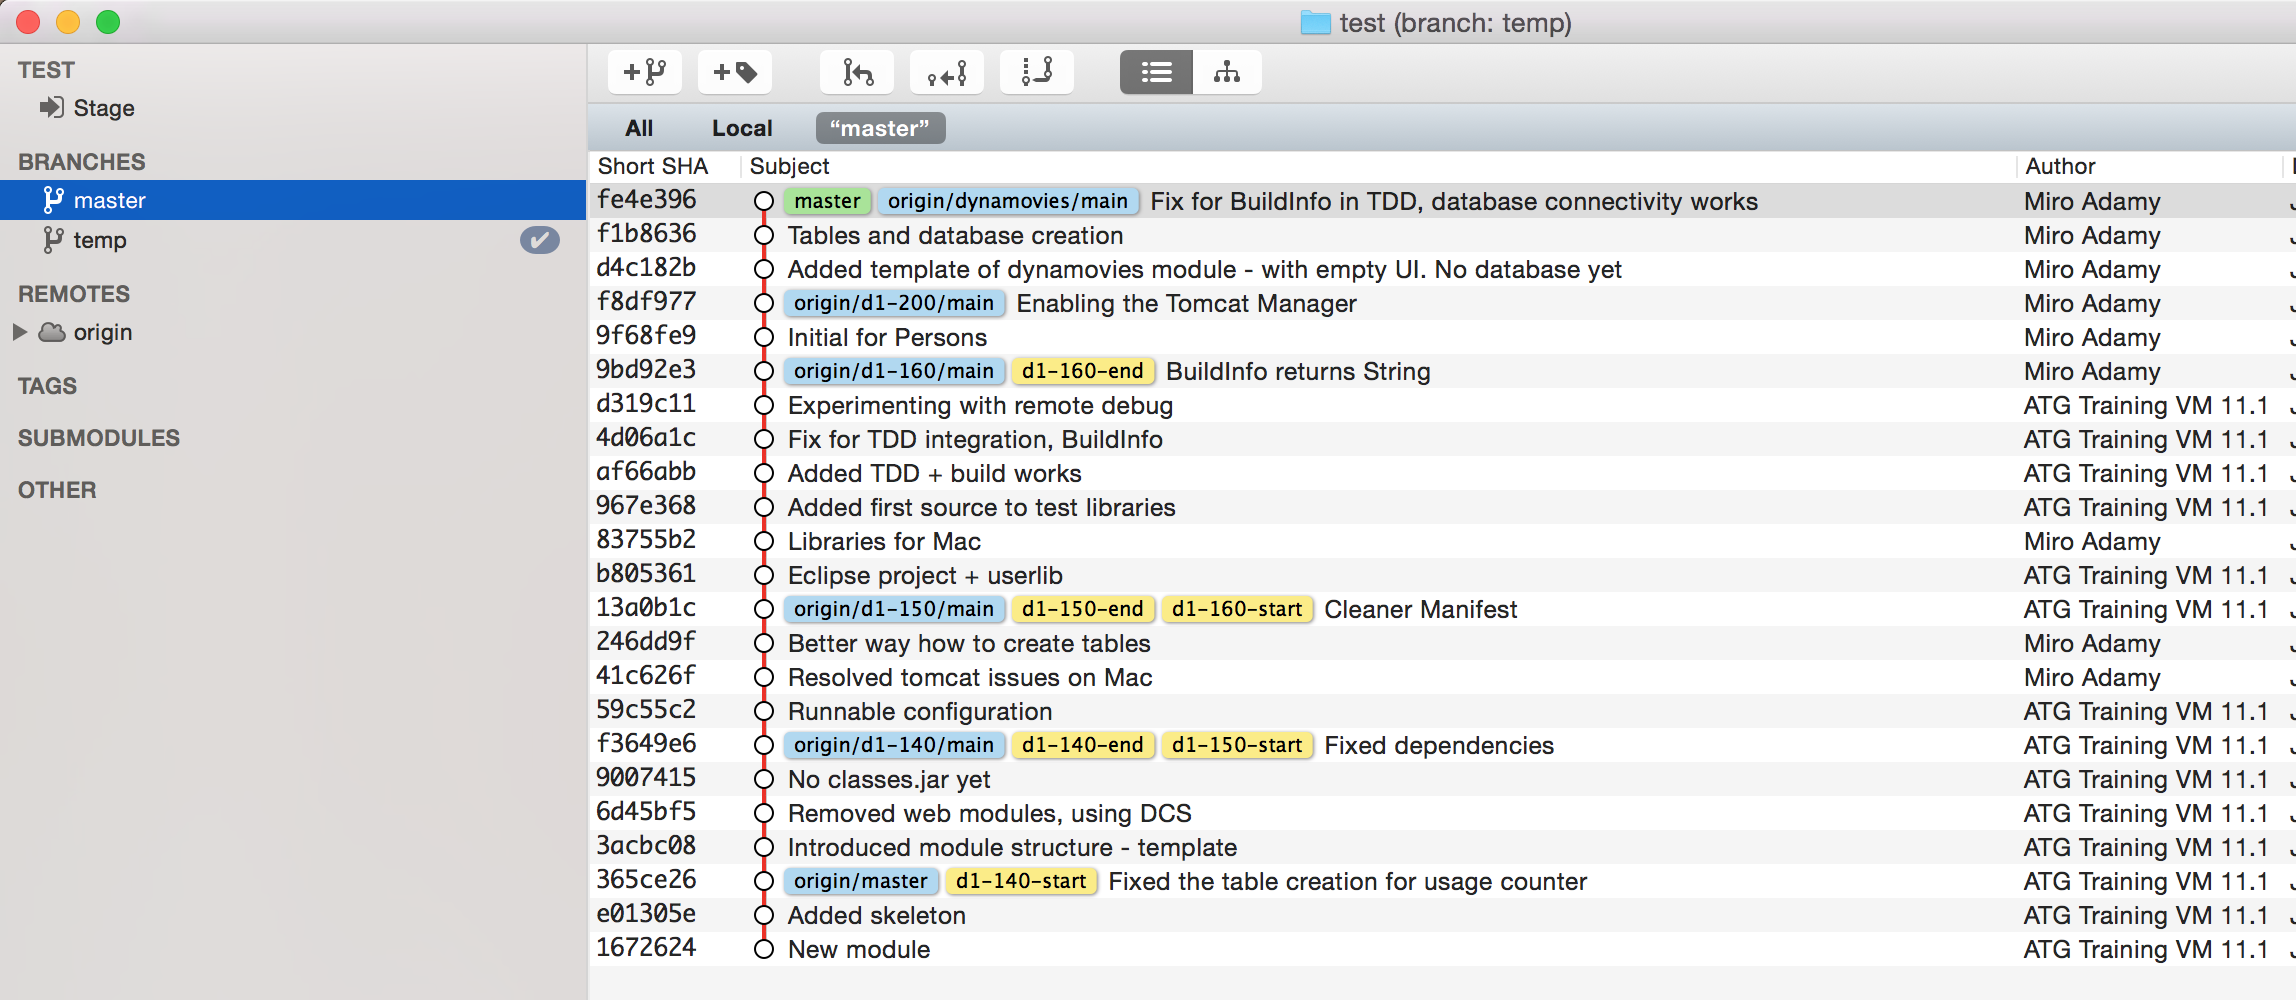 test (branch: temp)
TEST
Stage
BRANCHES
master
temp
REMOTES
origin
TAGS
SUBMODULES
OTHER
All Local “master”
Short SHA Subject Author
fe4e396 master origin/dynamovies/main Fix for BuildInfo in TDD, database connectivity works Miro Adamy
f1b8636 Tables and database creation Miro Adamy
d4c182b Added template of dynamovies module - with empty UI. No database yet Miro Adamy
f8df977 origin/d1-200/main Enabling the Tomcat Manager Miro Adamy
9f68fe9 Initial for Persons Miro Adamy
9bd92e3 origin/d1-160/main d1-160-end BuildInfo returns String Miro Adamy
d319c11 Experimenting with remote debug ATG Training VM 11.1
4d06a1c Fix for TDD integration, BuildInfo ATG Training VM 11.1
af66abb Added TDD + build works ATG Training VM 11.1
967e368 Added first source to test libraries ATG Training VM 11.1
83755b2 Libraries for Mac Miro Adamy
b805361 Eclipse project + userlib ATG Training VM 11.1
13a0b1c origin/d1-150/main d1-150-end d1-160-start Cleaner Manifest ATG Training VM 11.1
246dd9f Better way how to create tables Miro Adamy
41c626f Resolved tomcat issues on Mac Miro Adamy
59c55c2 Runnable configuration ATG Training VM 11.1
f3649e6 origin/d1-140/main d1-140-end d1-150-start Fixed dependencies ATG Training VM 11.1
9007415 No classes.jar yet ATG Training VM 11.1
6d45bf5 Removed web modules, using DCS ATG Training VM 11.1
3acbc08 Introduced module structure - template ATG Training VM 11.1
365ce26 origin/master d1-140-start Fixed the table creation for usage counter ATG Training VM 11.1
e01305e Added skeleton ATG Training VM 11.1
1672624 New module ATG Training VM 11.1